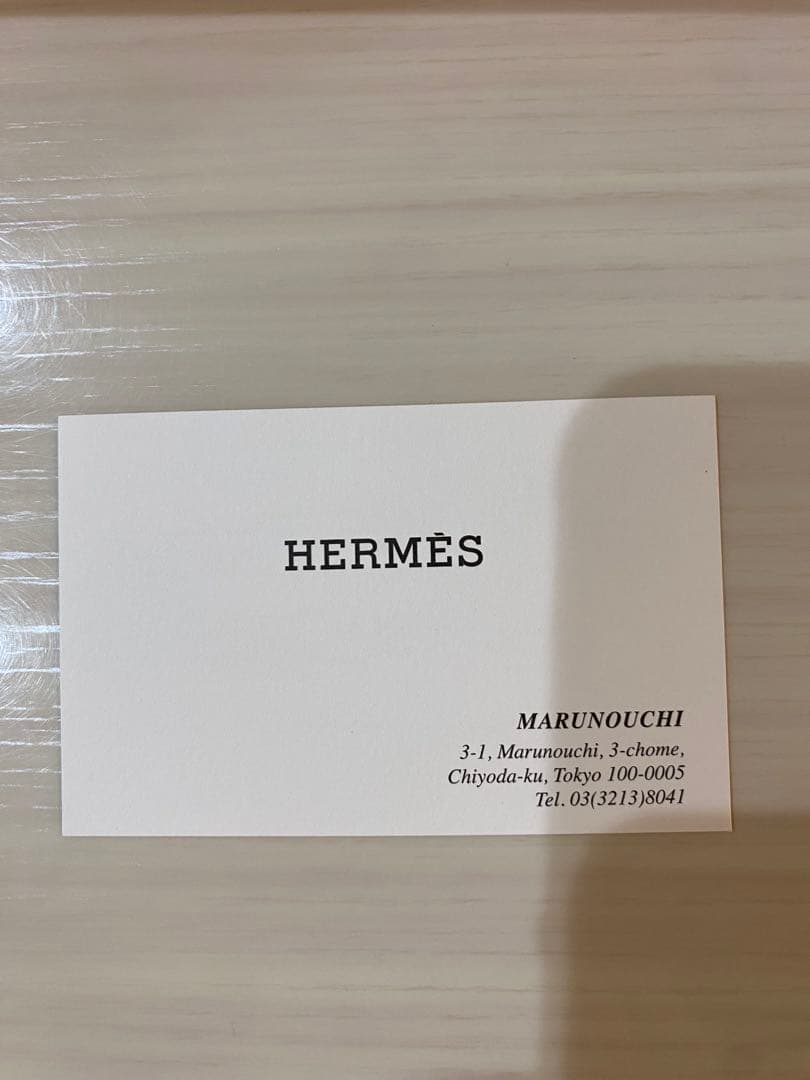 HERMÈS
MARUNOUCHI
3-1, Marunouchi, 3-chome,
Chiyoda-ku, Tokyo 100-0005
Tel. 03(3213)8041